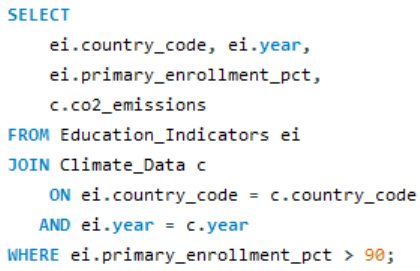 SELECT
    ei.country_code, ei.year,
    ei.primary_enrollment_pct,
    c.co2_emissions
FROM Education_Indicators ei
JOIN Climate_Data c
    ON ei.country_code = c.country_code
   AND ei.year = c.year
WHERE ei.primary_enrollment_pct > 90;